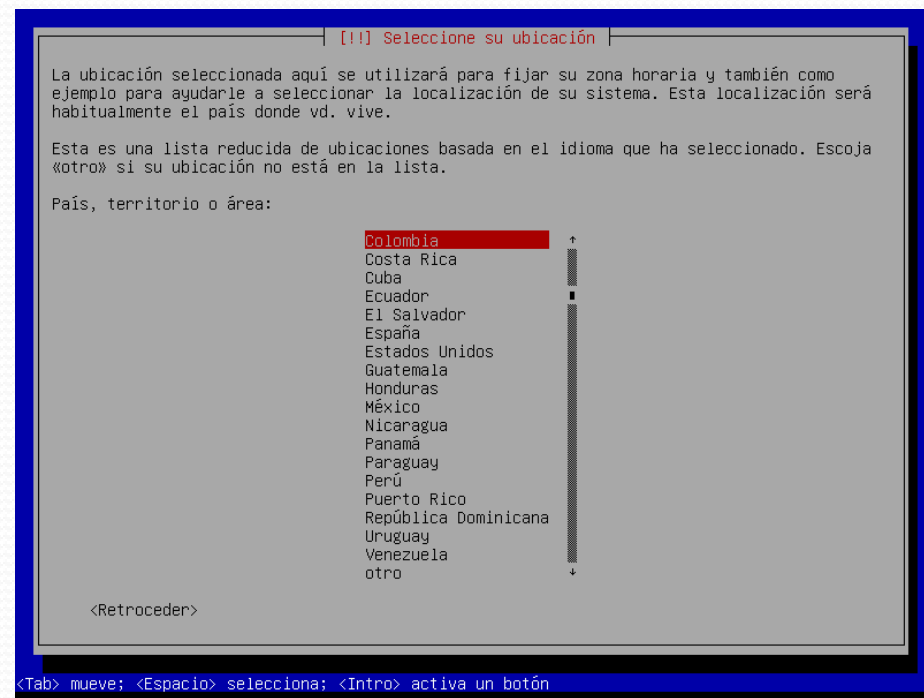 [!!] Seleccione su ubicación
La ubicación seleccionada aquí se utilizará para fijar su zona horaria y también como
ejemplo para ayudarle a seleccionar la localización de su sistema. Esta localización será
habitualmente el país donde vd. vive.
Esta es una lista reducida de ubicaciones basada en el idioma que ha seleccionado. Escoja
«otro» si su ubicación no está en la lista.
País, territorio o área:
Colombia
Costa Rica
Cuba
Ecuador
El Salvador
España
Estados Unidos
Guatemala
Honduras
México
Nicaragua
Panamá
Paraguay
Perú
Puerto Rico
República Dominicana
Uruguay
Venezuela
otro
<Retroceder>
<Tab> mueve; <Espacio> selecciona; <Intro> activa un botón